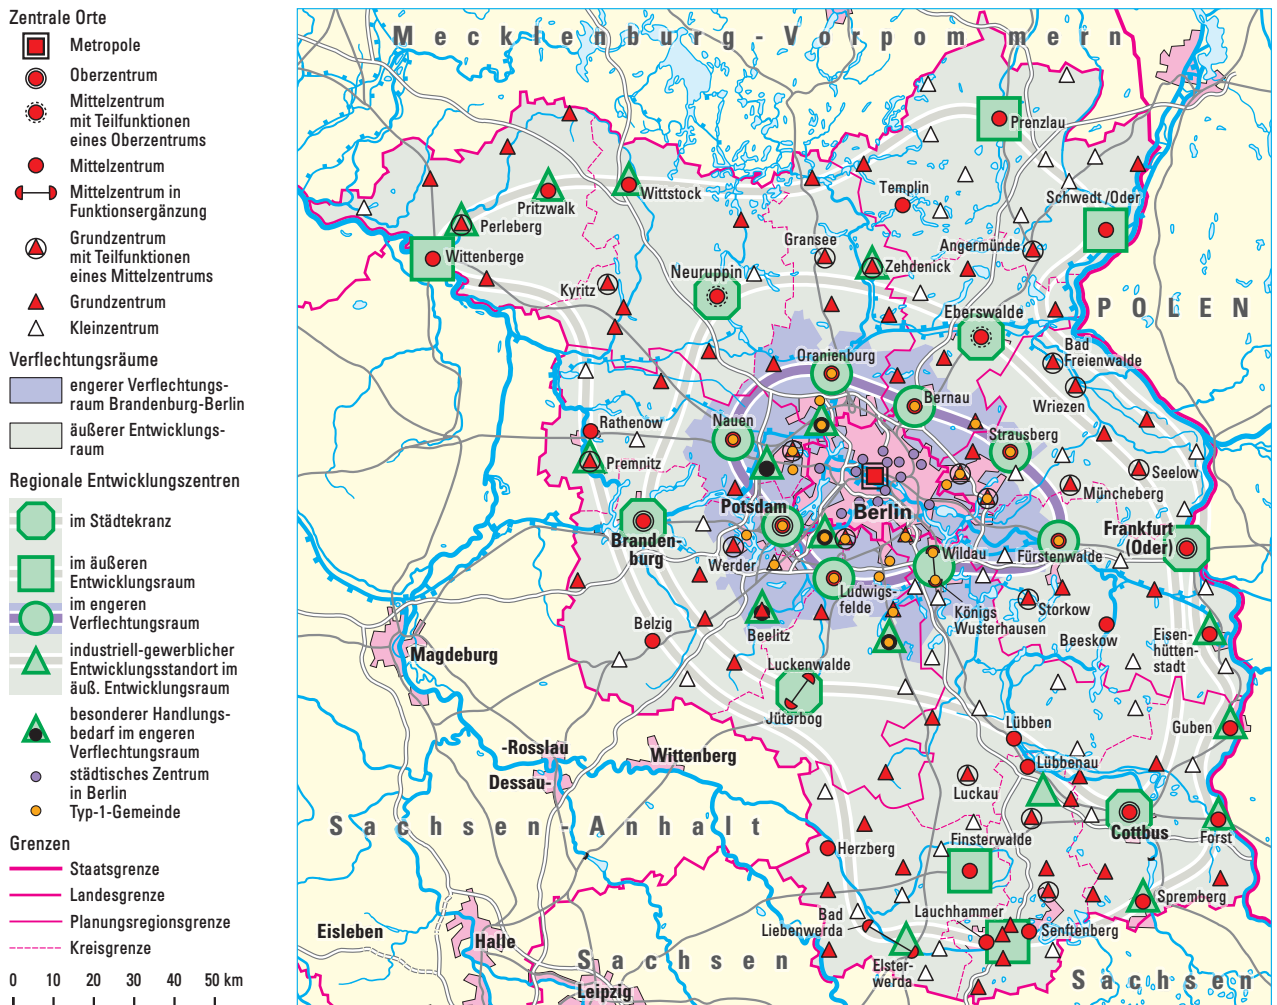 Zentrale Orte
Metropole
Oberzentrum
Mittelzentrum
mit Teilfunktionen
eines Oberzentrums
Mittelzentrum
Mittelzentrum in
Funktionsergänzung
Grundzentrum
mit Teilfunktionen
eines Mittelzentrums
Grundzentrum
Kleinzentrum
Verflechtungsräume
engerer Verflechtungs-
raum Brandenburg-Berlin
äußerer Entwicklungs-
raum
Regionale Entwicklungszentren
im Städtekranz
im äußeren
Entwicklungsraum
im engeren
Verflechtungsraum
industriell-gewerblicher
Entwicklungsstandort im
äuß. Entwicklungsraum
besonderer Handlungs-
bedarf im engeren
Verflechtungsraum
städtisches Zentrum
in Berlin
Typ-1-Gemeinde
Grenzen
Staatsgrenze
Landesgrenze
Planungsregionsgrenze
Kreisgrenze
0 10 20 30 40 50 km
Mecklenburg-Vorpommern
Prenzlau
Templin
Schwedt/Oder
Wittstock
Pritzwalk
Perleberg
Wittenberge
Gransee
Angermünde
Zehdenick
Neuruppin
Kyritz
POLEN
Eberswalde
Bad
Freienwalde
Wriezen
Oranienburg
Bernau
Nauen
Strausberg
Rathenow
Premnitz
Seelow
Müncheberg
Potsdam
Berlin
Frankfurt
(Oder)
Branden-
burg
Werder
Wildau
Fürstenwalde
Ludwigs-
felde
Königs
Wusterhausen
Storkow
Beeskow
Eisen-
hütten-
stadt
Belzig
Beelitz
Magdeburg
Luckenwalde
Jüterbog
Lübben
Guben
-Rosslau
Dessau-
Wittenberg
Lübbenau
Luckau
Cottbus
Forst
Sachsen-Anhalt
Herzberg
Finsterwalde
Spremberg
Bad
Liebenwerda
Lauchhammer
Senftenberg
Elster-
werda
Eisleben
Halle
Leipzig
Sachsen
Sachsen